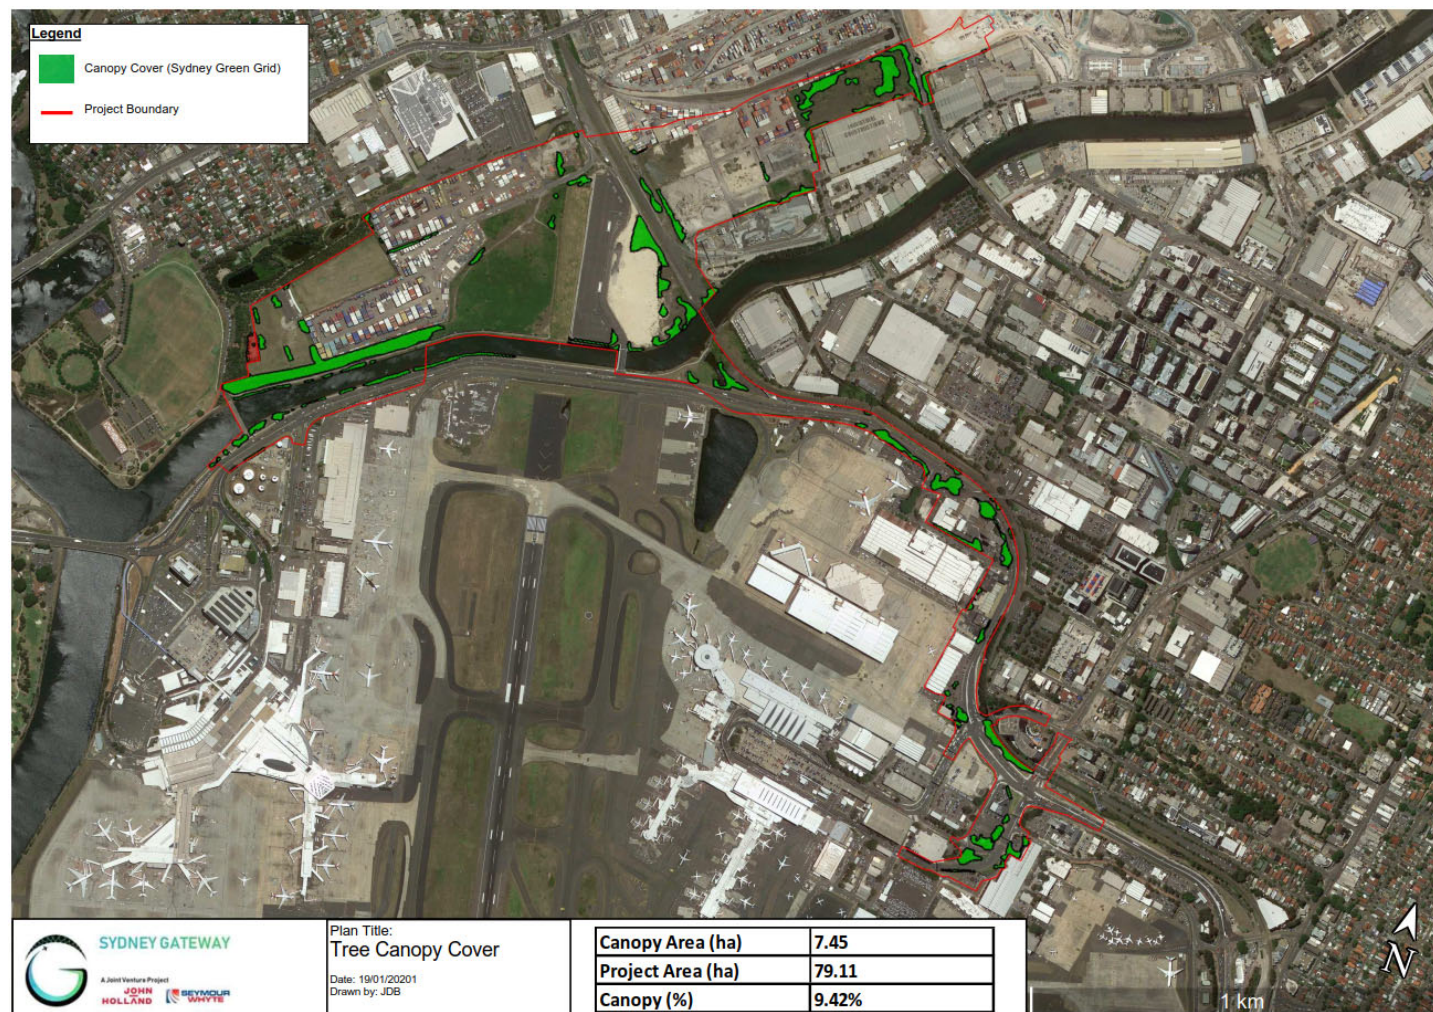 Legend
Canopy Cover (Sydney Green Grid)
Project Boundary
SYDNEY GATEWAY
A Joint Venture Project
JOHN
HOLLAND
SEYMOUR
WHYTE
Plan Title:
Tree Canopy Cover
Date: 19/01/20201
Drawn by: JDB
Canopy Area (ha) 7.45
Project Area (ha) 79.11
Canopy (%) 9.42%
N
1 km